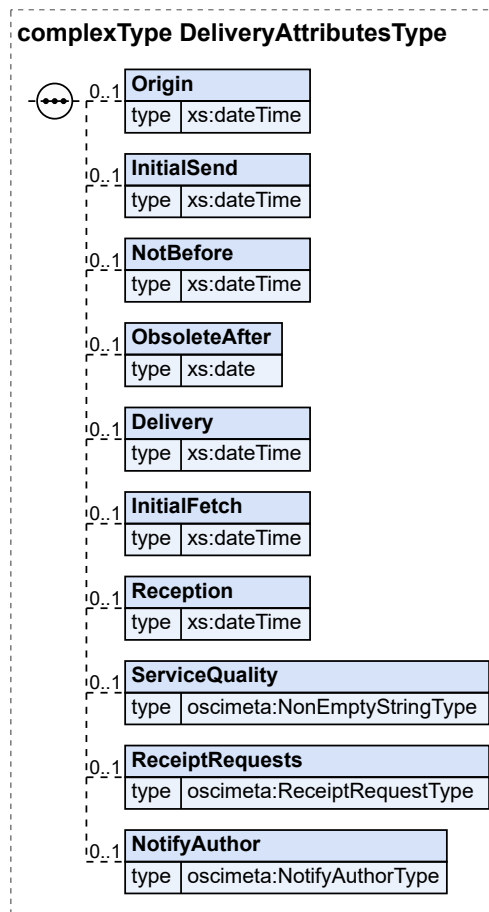 complexType DeliveryAttributesType
0..1 Origin
type xs:dateTime
0..1 InitialSend
type xs:dateTime
0..1 NotBefore
type xs:dateTime
0..1 ObsoleteAfter
type xs:date
0..1 Delivery
type xs:dateTime
0..1 InitialFetch
type xs:dateTime
0..1 Reception
type xs:dateTime
0..1 ServiceQuality
type oscimeta:NonEmptyStringType
0..1 ReceiptRequests
type oscimeta:ReceiptRequestType
0..1 NotifyAuthor
type oscimeta:NotifyAuthorType